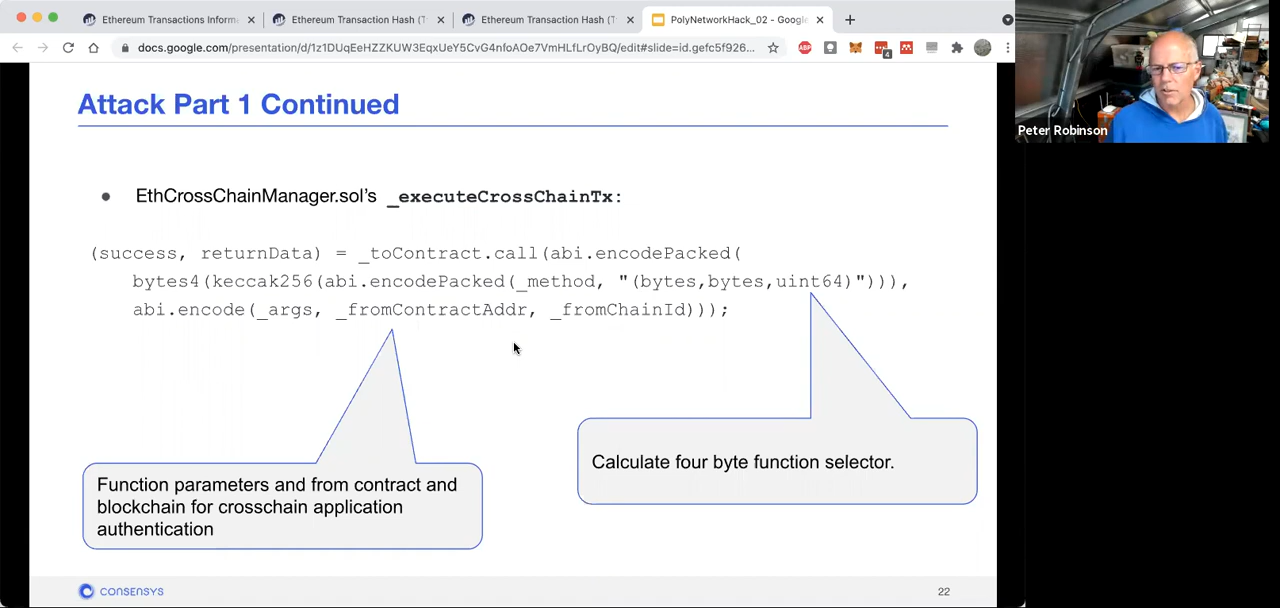 Ethereum Transactions Informa
Ethereum Transaction Hash (T
Ethereum Transaction Hash (T
PolyNetworkHack_02 - Google
docs.google.com/presentation/d/1z1DUqEeHZZKUW3EqxUeY5CvG4nfoAOe7VmHLfLrOyBQ/edit#slide=id.gefc5f926...
ABP
4
Peter Robinson
Attack Part 1 Continued
● EthCrossChainManager.sol’s _executeCrossChainTx:
(success, returnData) = _toContract.call(abi.encodePacked(
bytes4(keccak256(abi.encodePacked(_method, "(bytes,bytes,uint64)"))),
abi.encode(_args, _fromContractAddr, _fromChainId)));
Calculate four byte function selector.
Function parameters and from contract and
blockchain for crosschain application
authentication
CONSENSYS
22